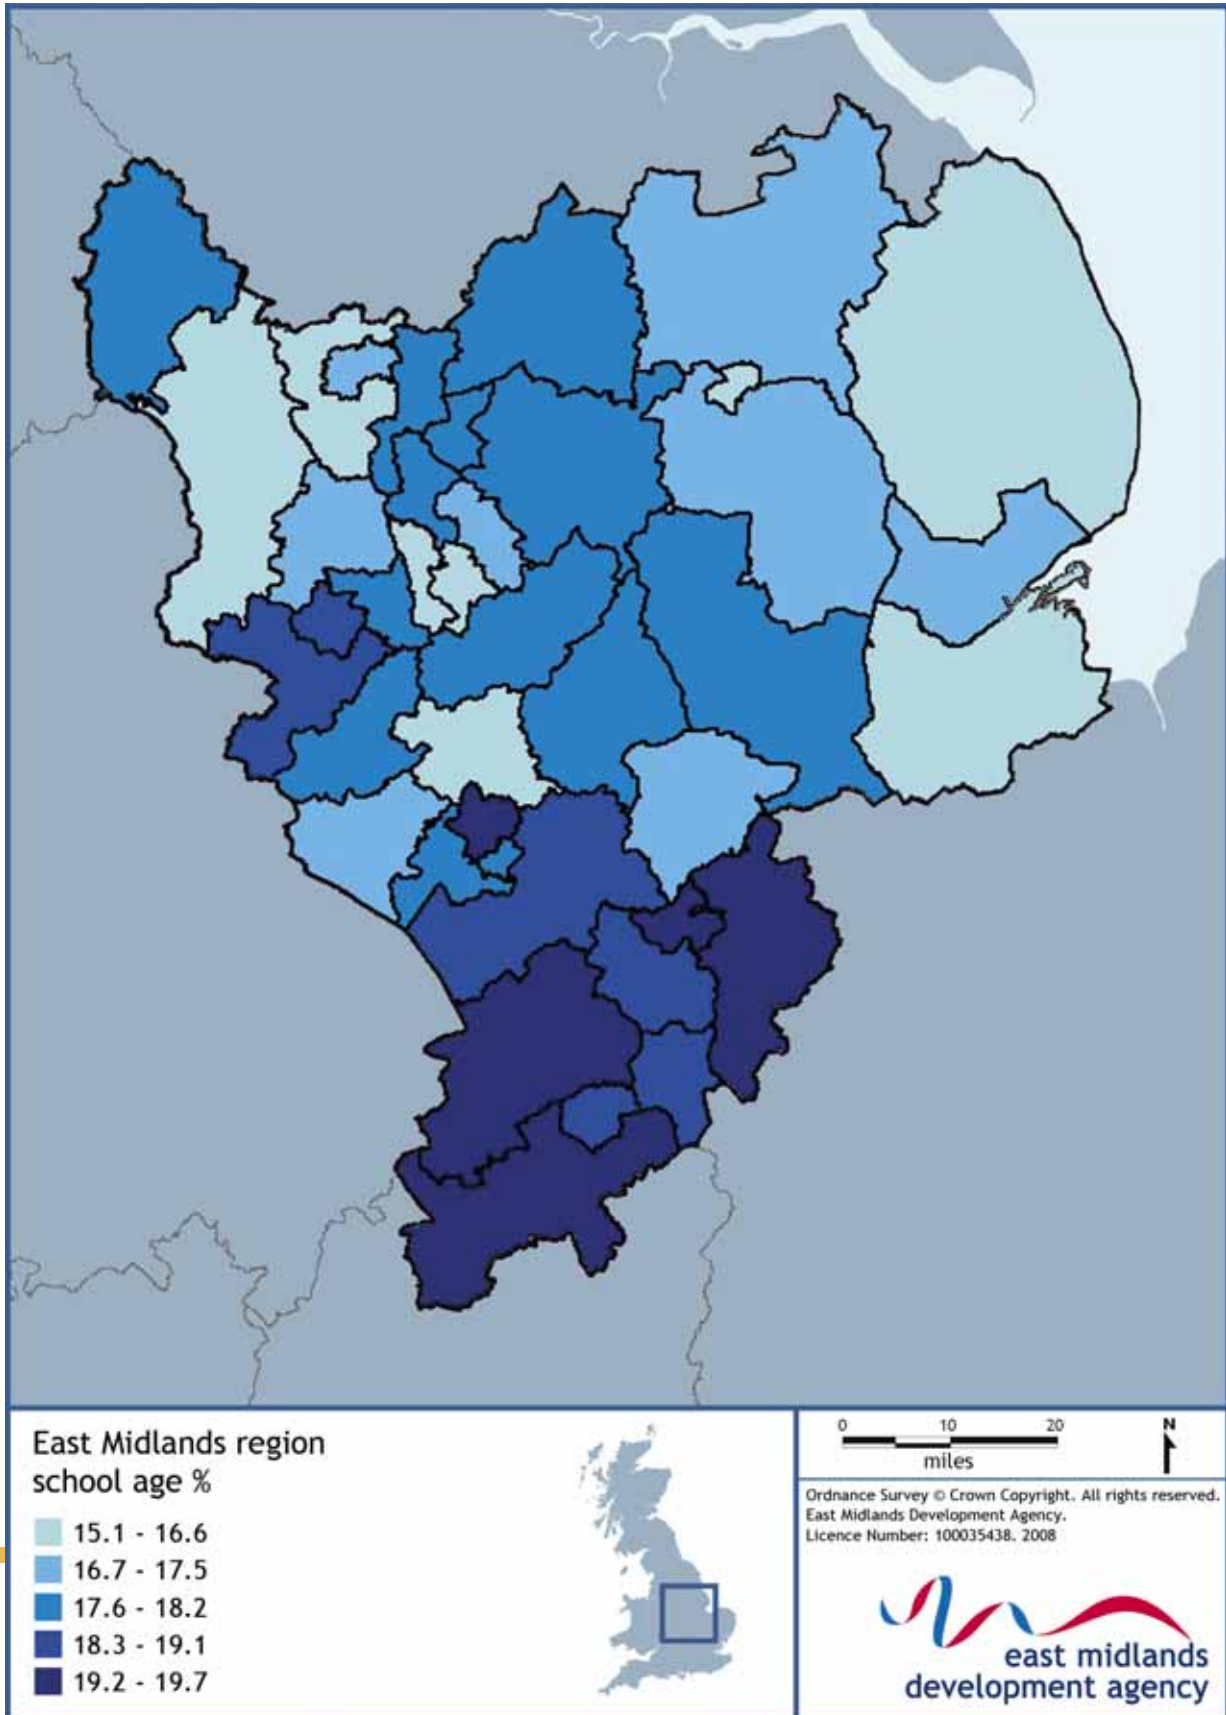 East Midlands region
school age %
15.1 - 16.6
16.7 - 17.5
17.6 - 18.2
18.3 - 19.1
19.2 - 19.7
0 10 20
miles
N
Ordnance Survey © Crown Copyright. All rights reserved.
East Midlands Development Agency.
Licence Number: 100035438. 2008
east midlands
development agency